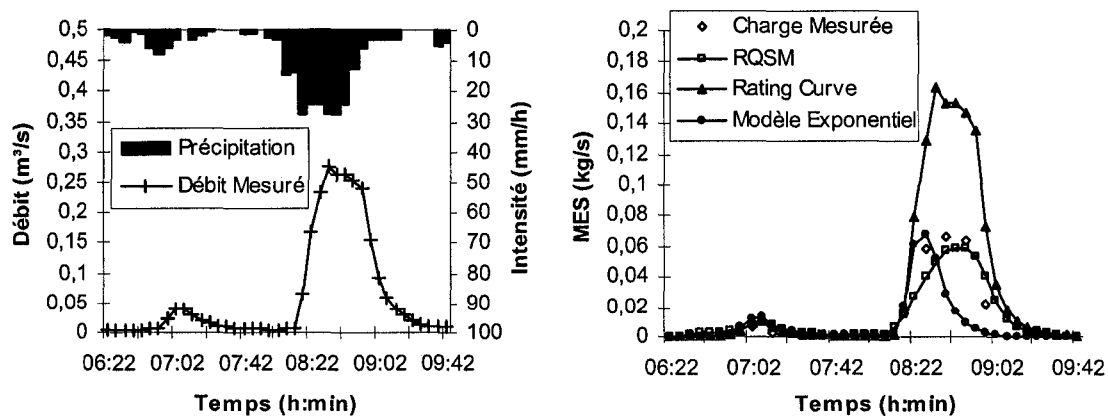 0,5
0,45
0,4
0,35
0,3
0,25
0,2
0,15
0,1
0,05
0
Débit (m³/s)
Précipitation
Débit Mesuré
0
10
20
30
40
50
60
70
80
90
100
Intensité (mm/h)
06:22 07:02 07:42 08:22 09:02 09:42
Temps (h:min)
0,2
0,18
0,16
0,14
0,12
0,1
0,08
0,06
0,04
0,02
0
MES (kg/s)
Charge Mesurée
RQSM
Rating Curve
Modèle Exponentiel
06:22 07:02 07:42 08:22 09:02 09:42
Temps (h:min)